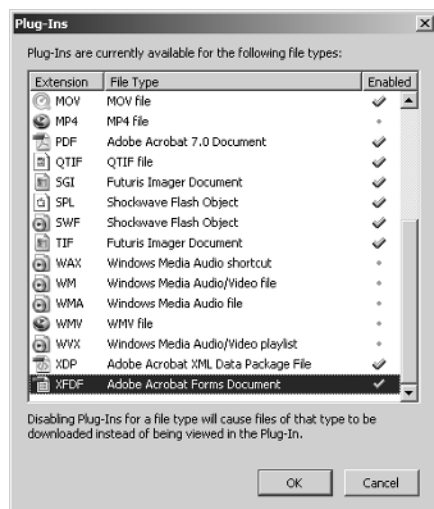 Plug-Ins
Plug-Ins are currently available for the following file types:
Extension File Type Enabled
MOV MOV file
MP4 MP4 file
PDF Adobe Acrobat 7.0 Document
QTIF QTIF file
SGI Futuris Imager Document
SPL Shockwave Flash Object
SWF Shockwave Flash Object
TIF Futuris Imager Document
WAX Windows Media Audio shortcut
WM Windows Media Audio/Video file
WMA Windows Media Audio file
WMV WMV file
WVX Windows Media Audio/Video playlist
XDP Adobe Acrobat XML Data Package File
XFDF Adobe Acrobat Forms Document
Disabling Plug-Ins for a file type will cause files of that type to be
downloaded instead of being viewed in the Plug-In.
OK Cancel